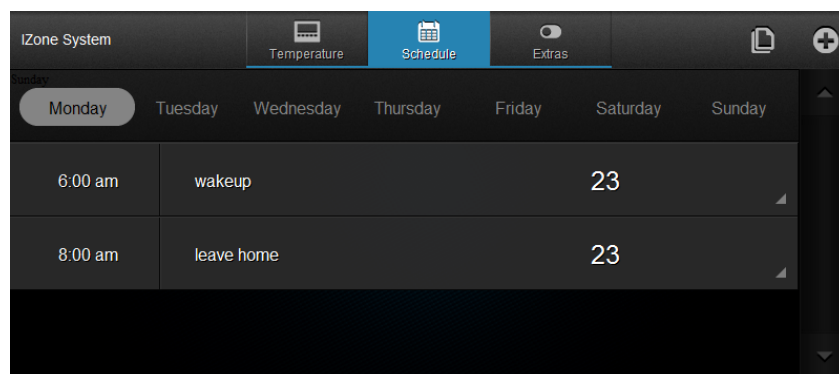 IZone System
Temperature
Schedule
Extras
Sunday
Monday Tuesday Wednesday Thursday Friday Saturday Sunday
6:00 am wakeup 23
8:00 am leave home 23